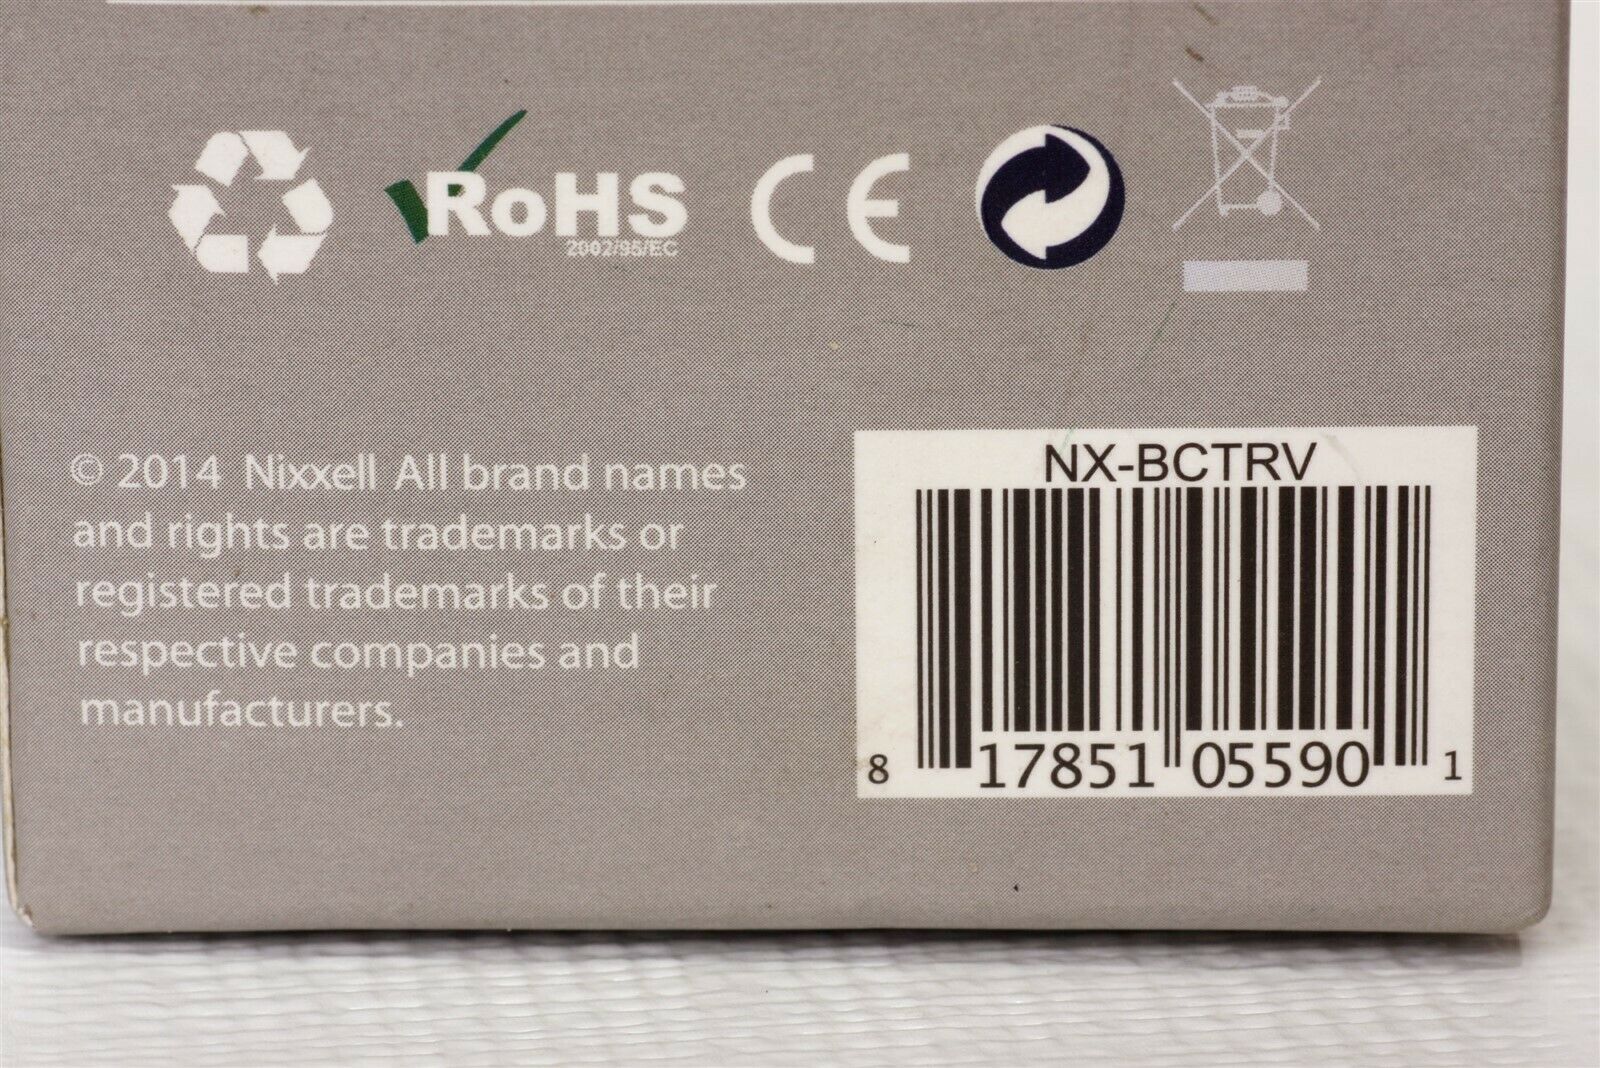 RoHS
2002/95/EC
CE
© 2014 Nixxell All brand names
and rights are trademarks or
registered trademarks of their
respective companies and
manufacturers.
NX-BCTRV
8 17851 05590 1